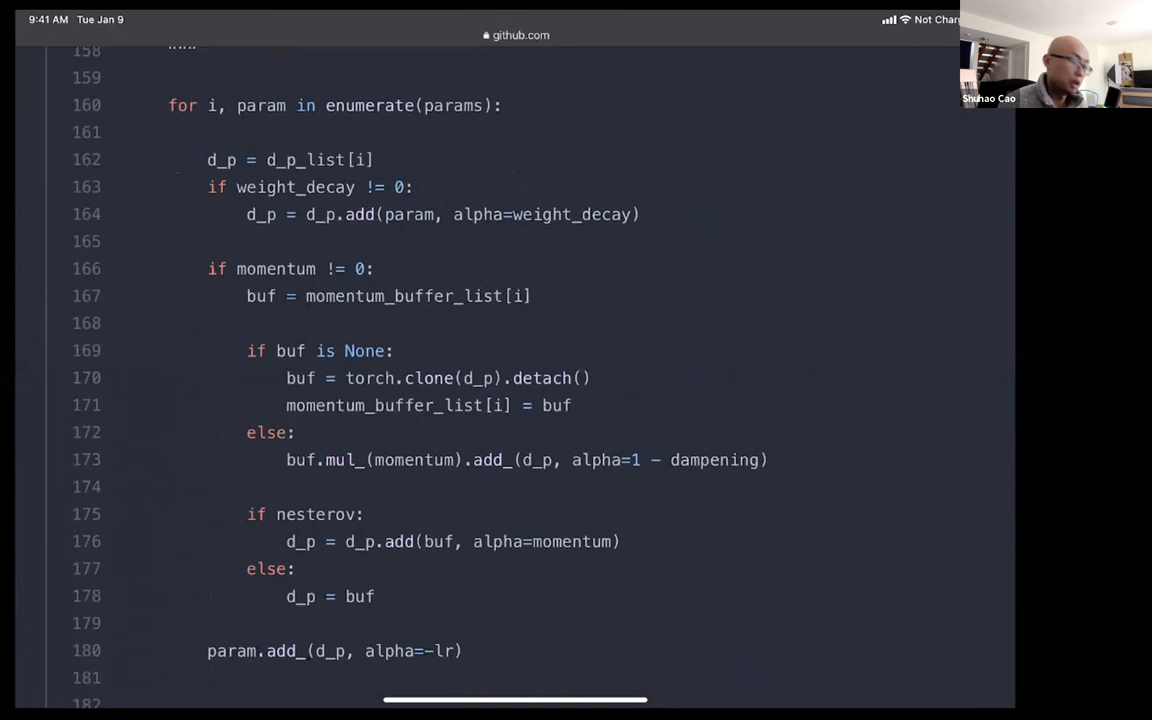 9:41 AM Tue Jan 9
Not Char
github.com
Shuhao Cao
158 """
159
160 for i, param in enumerate(params):
161
162 d_p = d_p_list[i]
163 if weight_decay != 0:
164 d_p = d_p.add(param, alpha=weight_decay)
165
166 if momentum != 0:
167 buf = momentum_buffer_list[i]
168
169 if buf is None:
170 buf = torch.clone(d_p).detach()
171 momentum_buffer_list[i] = buf
172 else:
173 buf.mul_(momentum).add_(d_p, alpha=1 - dampening)
174
175 if nesterov:
176 d_p = d_p.add(buf, alpha=momentum)
177 else:
178 d_p = buf
179
180 param.add_(d_p, alpha=-lr)
181
182